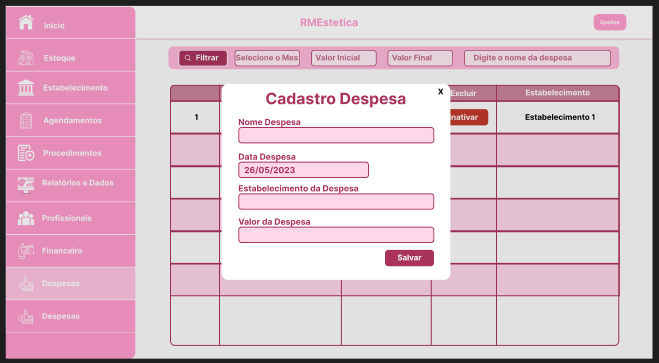 RMEstetica
Opções
Inicio
Estoque
Estabelecimento
Agendamentos
Procedimentos
Relatórios e Dados
Profissionais
Financeiro
Despesas
Despesas
Filtrar
Selecione o Mes
Valor Inicial
Valor Final
Digite o nome da despesa
Excluir
Estabelecimento
1
inativar
Estabelecimento 1
X
Cadastro Despesa
Nome Despesa
Data Despesa
26/05/2023
Estabelecimento da Despesa
Valor da Despesa
Salvar